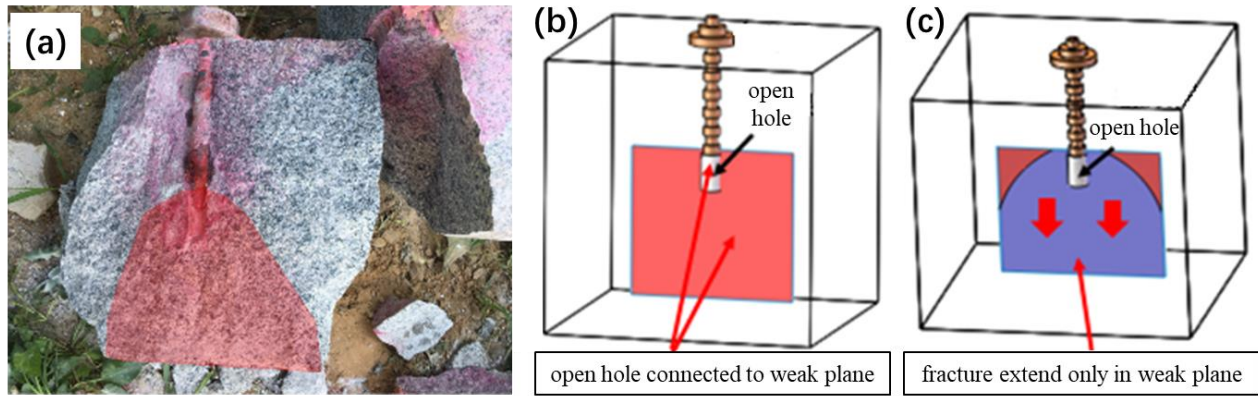 (a)
(b)
open
hole
open hole connected to weak plane
(c)
open hole
fracture extend only in weak plane